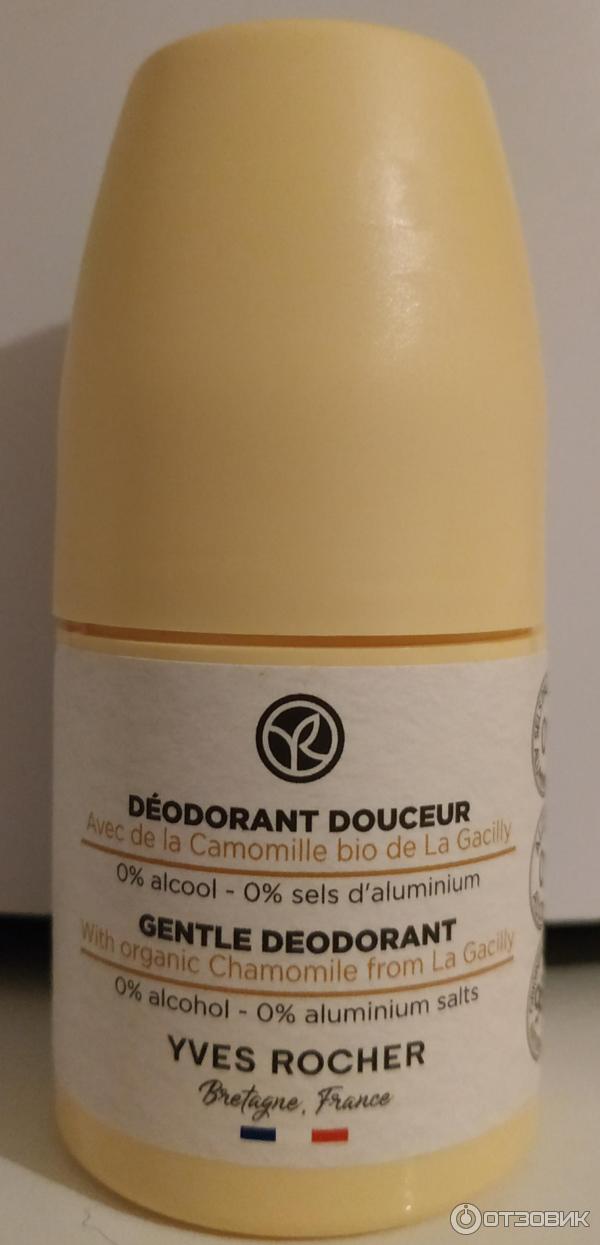 DÉODORANT DOUCEUR
Avec de la Camomille bio de La Gacilly
0% alcool - 0% sels d'aluminium
GENTLE DEODORANT
With organic Chamomile from La Gacilly
0% alcohol - 0% aluminium salts
YVES ROCHER
Bretagne, France
ОТЗОВИК